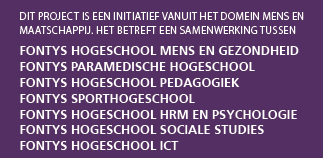 DIT PROJECT IS EEN INITIATIEF VANUIT HET DOMEIN MENS EN
MAATSCHAPPIJ. HET BETREFT EEN SAMENWERKING TUSSEN
FONTYS HOGESCHOOL MENS EN GEZONDHEID
FONTYS PARAMEDISCHE HOGESCHOOL
FONTYS HOGESCHOOL PEDAGOGIEK
FONTYS SPORTHOGESCHOOL
FONTYS HOGESCHOOL HRM EN PSYCHOLOGIE
FONTYS HOGESCHOOL SOCIALE STUDIES
FONTYS HOGESCHOOL ICT